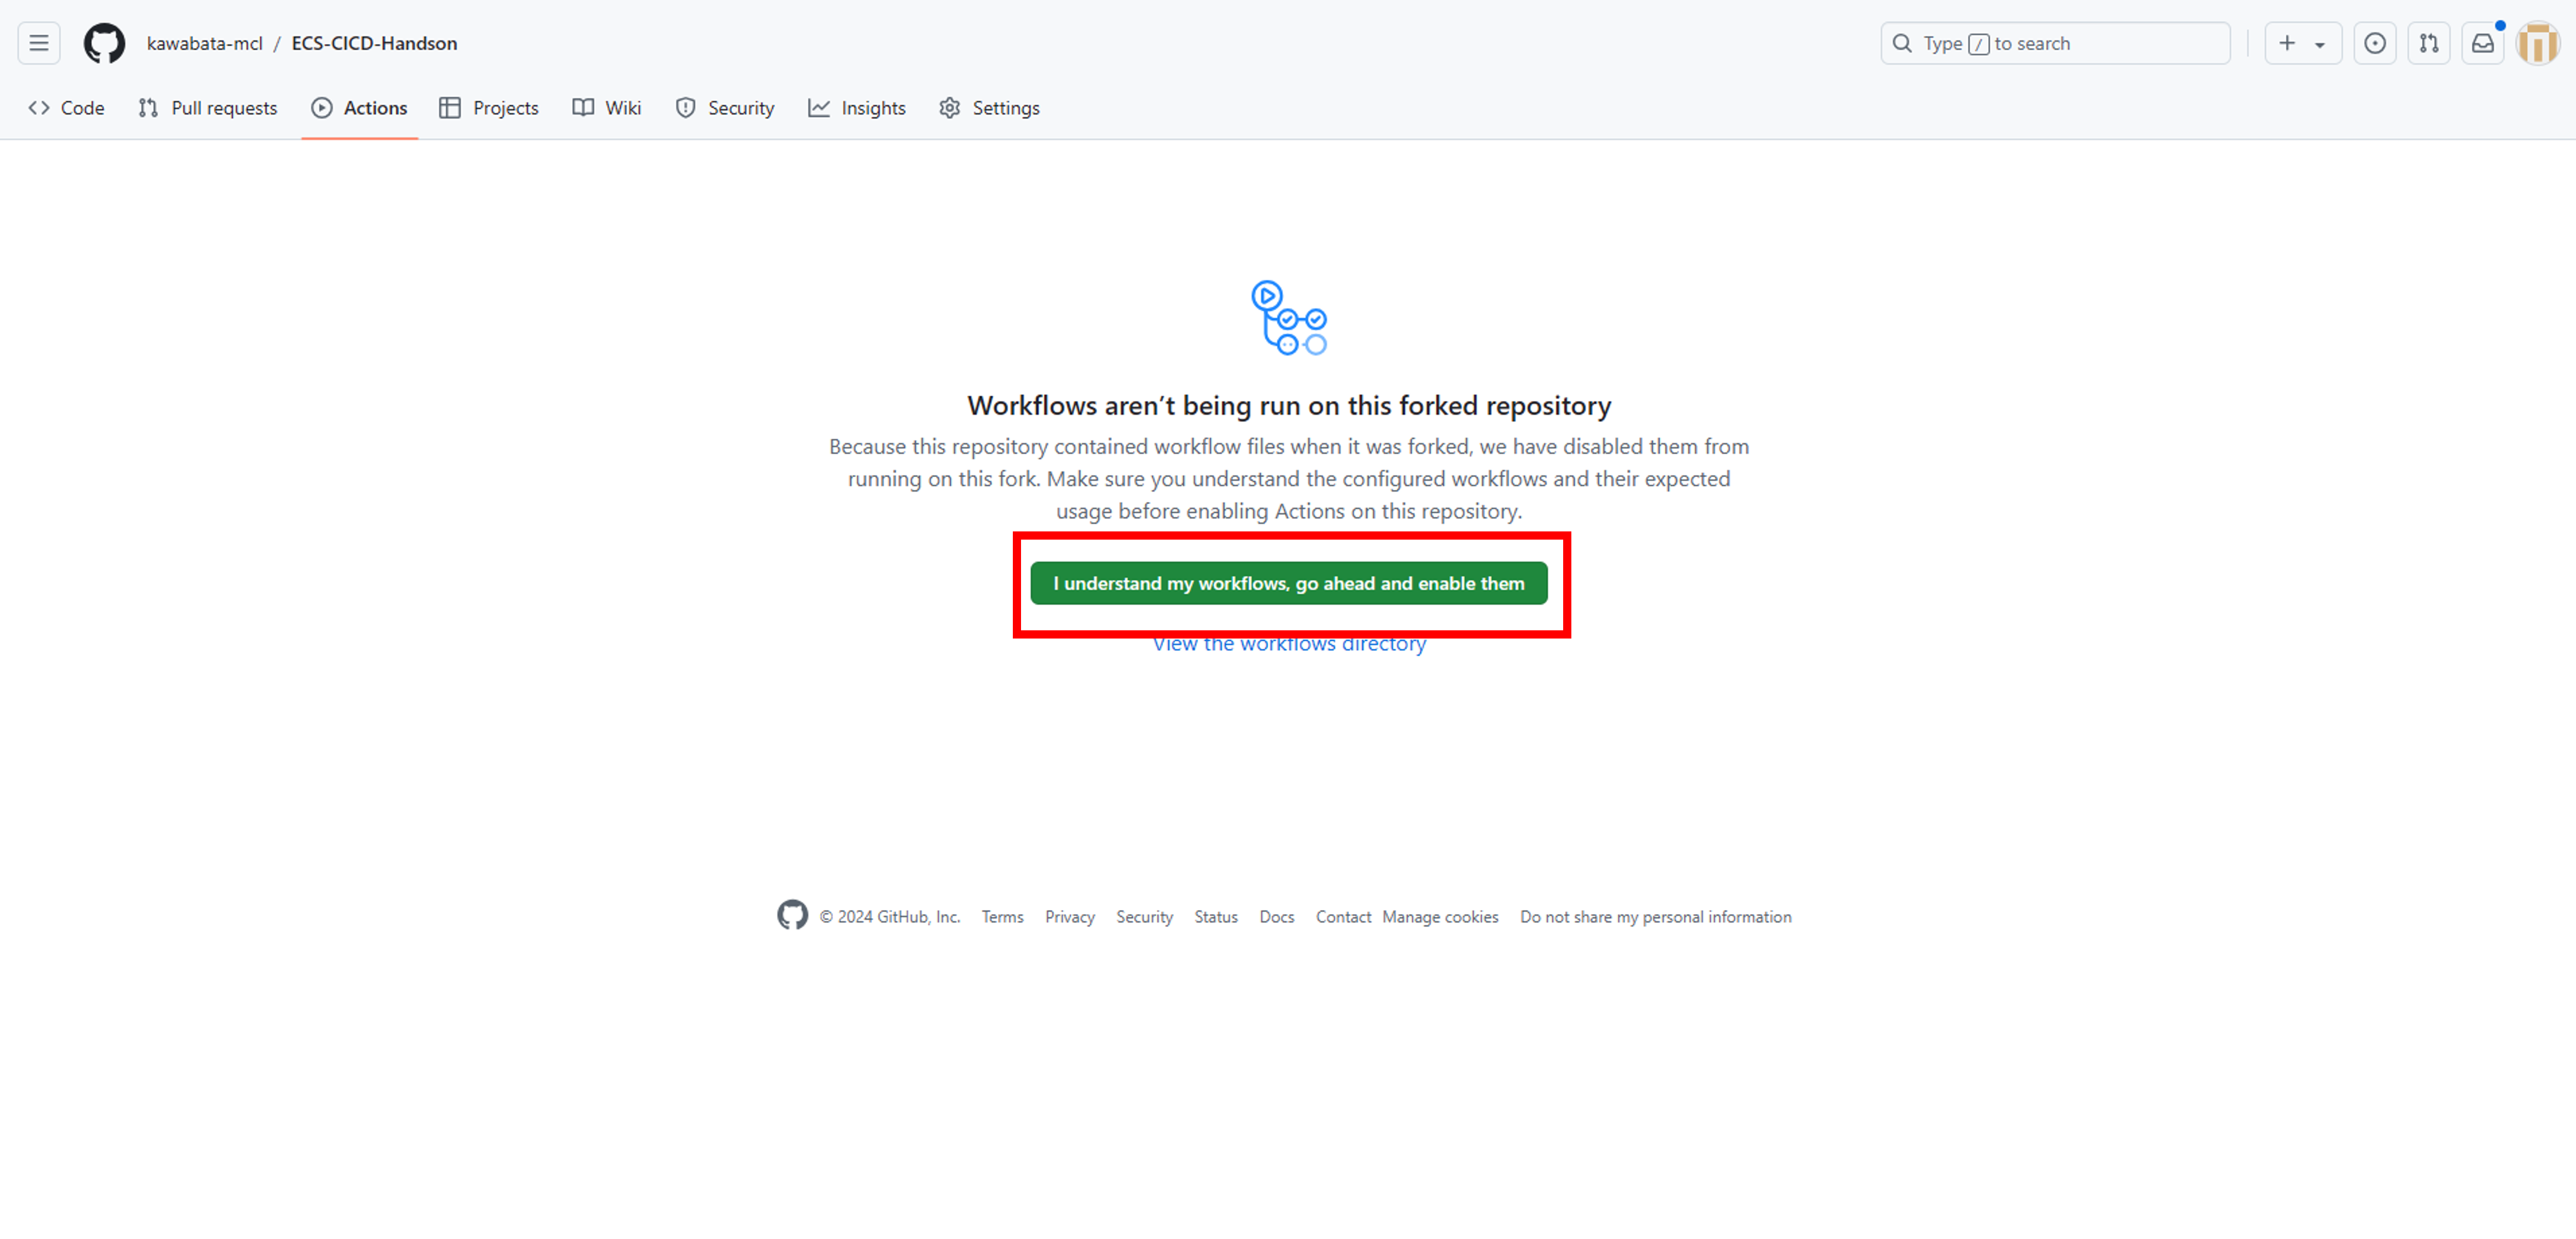 kawabata-mcl / ECS-CICD-Handson
Type / to search
Code Pull requests Actions Projects Wiki Security Insights Settings
Workflows aren’t being run on this forked repository
Because this repository contained workflow files when it was forked, we have disabled them from
running on this fork. Make sure you understand the configured workflows and their expected
usage before enabling Actions on this repository.
I understand my workflows, go ahead and enable them
View the workflows directory
© 2024 GitHub, Inc. Terms Privacy Security Status Docs Contact Manage cookies Do not share my personal information